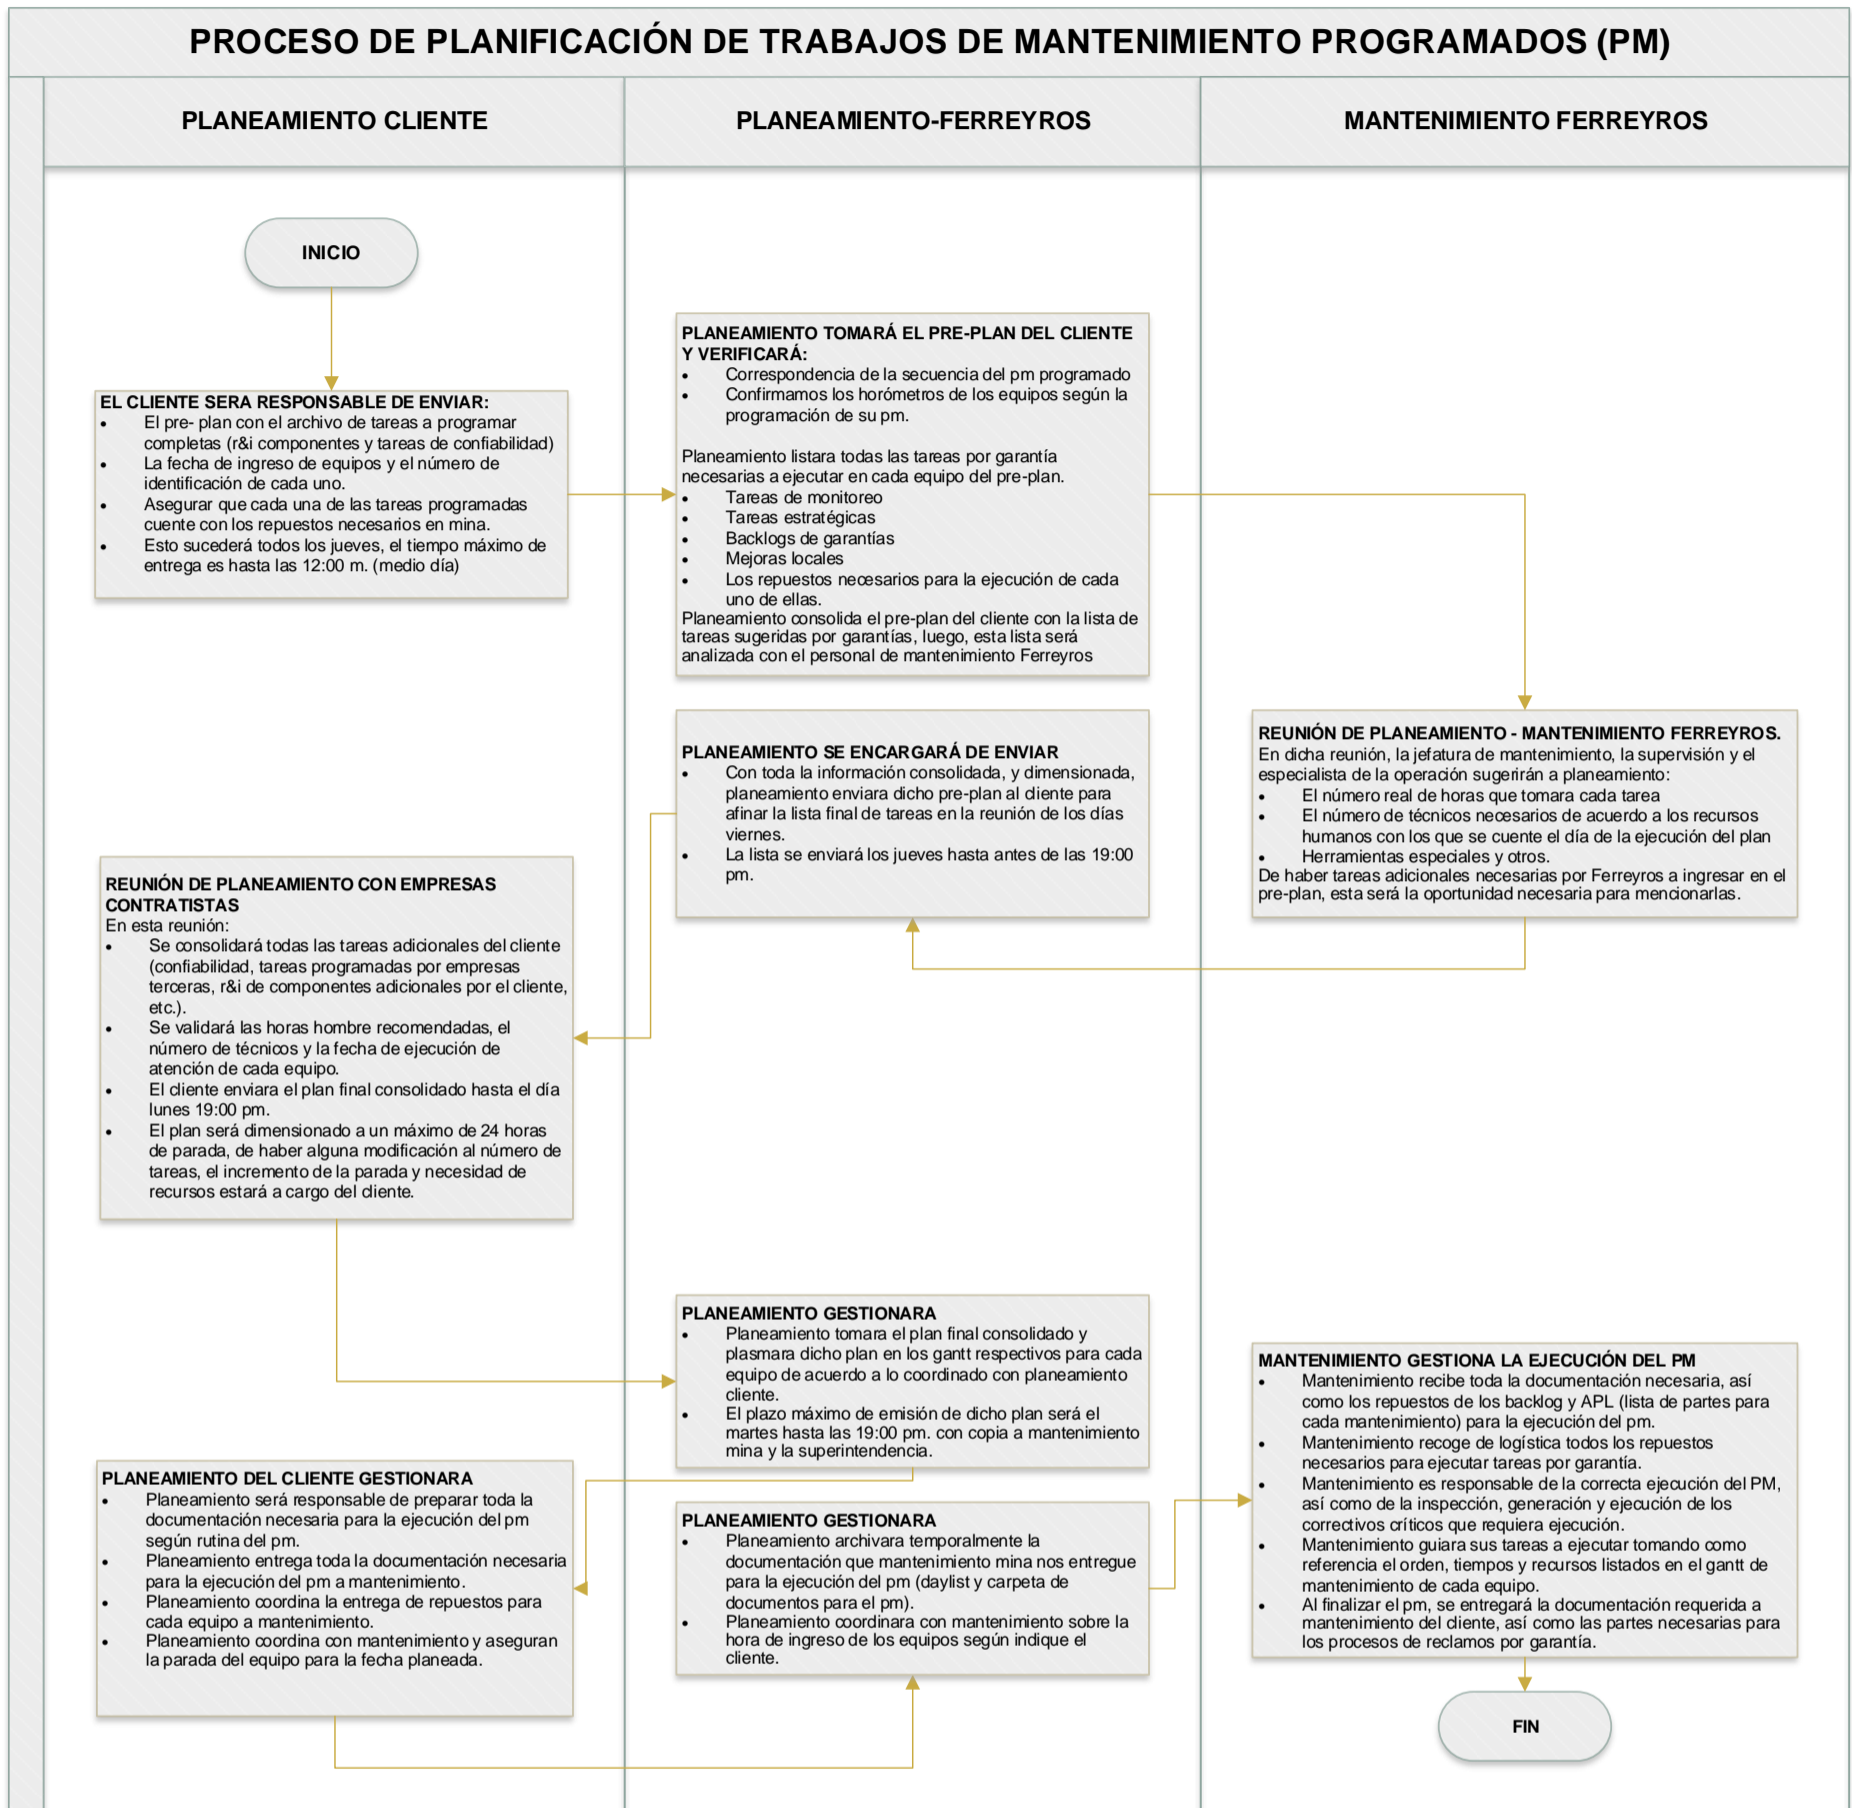 PROCESO DE PLANIFICACIÓN DE TRABAJOS DE MANTENIMIENTO PROGRAMADOS (PM)
PLANEAMIENTO CLIENTE
PLANEAMIENTO-FERREYROS
MANTENIMIENTO FERREYROS
INICIO
EL CLIENTE SERA RESPONSABLE DE ENVIAR:
• El pre- plan con el archivo de tareas a programar
completas (r&i componentes y tareas de confiabilidad)
• La fecha de ingreso de equipos y el número de
identificación de cada uno.
• Asegurar que cada una de las tareas programadas
cuente con los repuestos necesarios en mina.
• Esto sucederá todos los jueves, el tiempo máximo de
entrega es hasta las 12:00 m. (medio día)
PLANEAMIENTO TOMARÁ EL PRE-PLAN DEL CLIENTE
Y VERIFICARÁ:
• Correspondencia de la secuencia del pm programado
• Confirmamos los horómetros de los equipos según la
programación de su pm.
Planeamiento listara todas las tareas por garantía
necesarias a ejecutar en cada equipo del pre-plan.
• Tareas de monitoreo
• Tareas estratégicas
• Backlogs de garantías
• Mejoras locales
• Los repuestos necesarios para la ejecución de cada
uno de ellas.
Planeamiento consolida el pre-plan del cliente con la lista de
tareas sugeridas por garantías, luego, esta lista será
analizada con el personal de mantenimiento Ferreyros
REUNIÓN DE PLANEAMIENTO - MANTENIMIENTO FERREYROS.
En dicha reunión, la jefatura de mantenimiento, la supervisión y el
especialista de la operación sugerirán a planeamiento:
• El número real de horas que tomara cada tarea
• El número de técnicos necesarios de acuerdo a los recursos
humanos con los que se cuente el día de la ejecución del plan
• Herramientas especiales y otros.
De haber tareas adicionales necesarias por Ferreyros a ingresar en el
pre-plan, esta será la oportunidad necesaria para mencionarlas.
PLANEAMIENTO SE ENCARGARÁ DE ENVIAR
• Con toda la información consolidada, y dimensionada,
planeamiento enviara dicho pre-plan al cliente para
afinar la lista final de tareas en la reunión de los días
viernes.
• La lista se enviará los jueves hasta antes de las 19:00
pm.
REUNIÓN DE PLANEAMIENTO CON EMPRESAS
CONTRATISTAS
En esta reunión:
• Se consolidará todas las tareas adicionales del cliente
(confiabilidad, tareas programadas por empresas
terceras, r&i de componentes adicionales por el cliente,
etc.).
• Se validará las horas hombre recomendadas, el
número de técnicos y la fecha de ejecución de
atención de cada equipo.
• El cliente enviara el plan final consolidado hasta el día
lunes 19:00 pm.
• El plan será dimensionado a un máximo de 24 horas
de parada, de haber alguna modificación al número de
tareas, el incremento de la parada y necesidad de
recursos estará a cargo del cliente.
PLANEAMIENTO GESTIONARA
• Planeamiento tomara el plan final consolidado y
plasmara dicho plan en los gantt respectivos para cada
equipo de acuerdo a lo coordinado con planeamiento
cliente.
• El plazo máximo de emisión de dicho plan será el
martes hasta las 19:00 pm. con copia a mantenimiento
mina y la superintendencia.
PLANEAMIENTO DEL CLIENTE GESTIONARA
• Planeamiento será responsable de preparar toda la
documentación necesaria para la ejecución del pm
según rutina del pm.
• Planeamiento entrega toda la documentación necesaria
para la ejecución del pm a mantenimiento.
• Planeamiento coordina la entrega de repuestos para
cada equipo a mantenimiento.
• Planeamiento coordina con mantenimiento y aseguran
la parada del equipo para la fecha planeada.
PLANEAMIENTO GESTIONARA
• Planeamiento archivara temporalmente la
documentación que mantenimiento mina nos entregue
para la ejecución del pm (daylist y carpeta de
documentos para el pm).
• Planeamiento coordinara con mantenimiento sobre la
hora de ingreso de los equipos según indique el
cliente.
MANTENIMIENTO GESTIONA LA EJECUCIÓN DEL PM
• Mantenimiento recibe toda la documentación necesaria, así
como los repuestos de los backlog y APL (lista de partes para
cada mantenimiento) para la ejecución del pm.
• Mantenimiento recoge de logística todos los repuestos
necesarios para ejecutar tareas por garantía.
• Mantenimiento es responsable de la correcta ejecución del PM,
así como de la inspección, generación y ejecución de los
correctivos críticos que requiera ejecución.
• Mantenimiento guiara sus tareas a ejecutar tomando como
referencia el orden, tiempos y recursos listados en el gantt de
mantenimiento de cada equipo.
• Al finalizar el pm, se entregará la documentación requerida a
mantenimiento del cliente, así como las partes necesarias para
los procesos de reclamos por garantía.
FIN